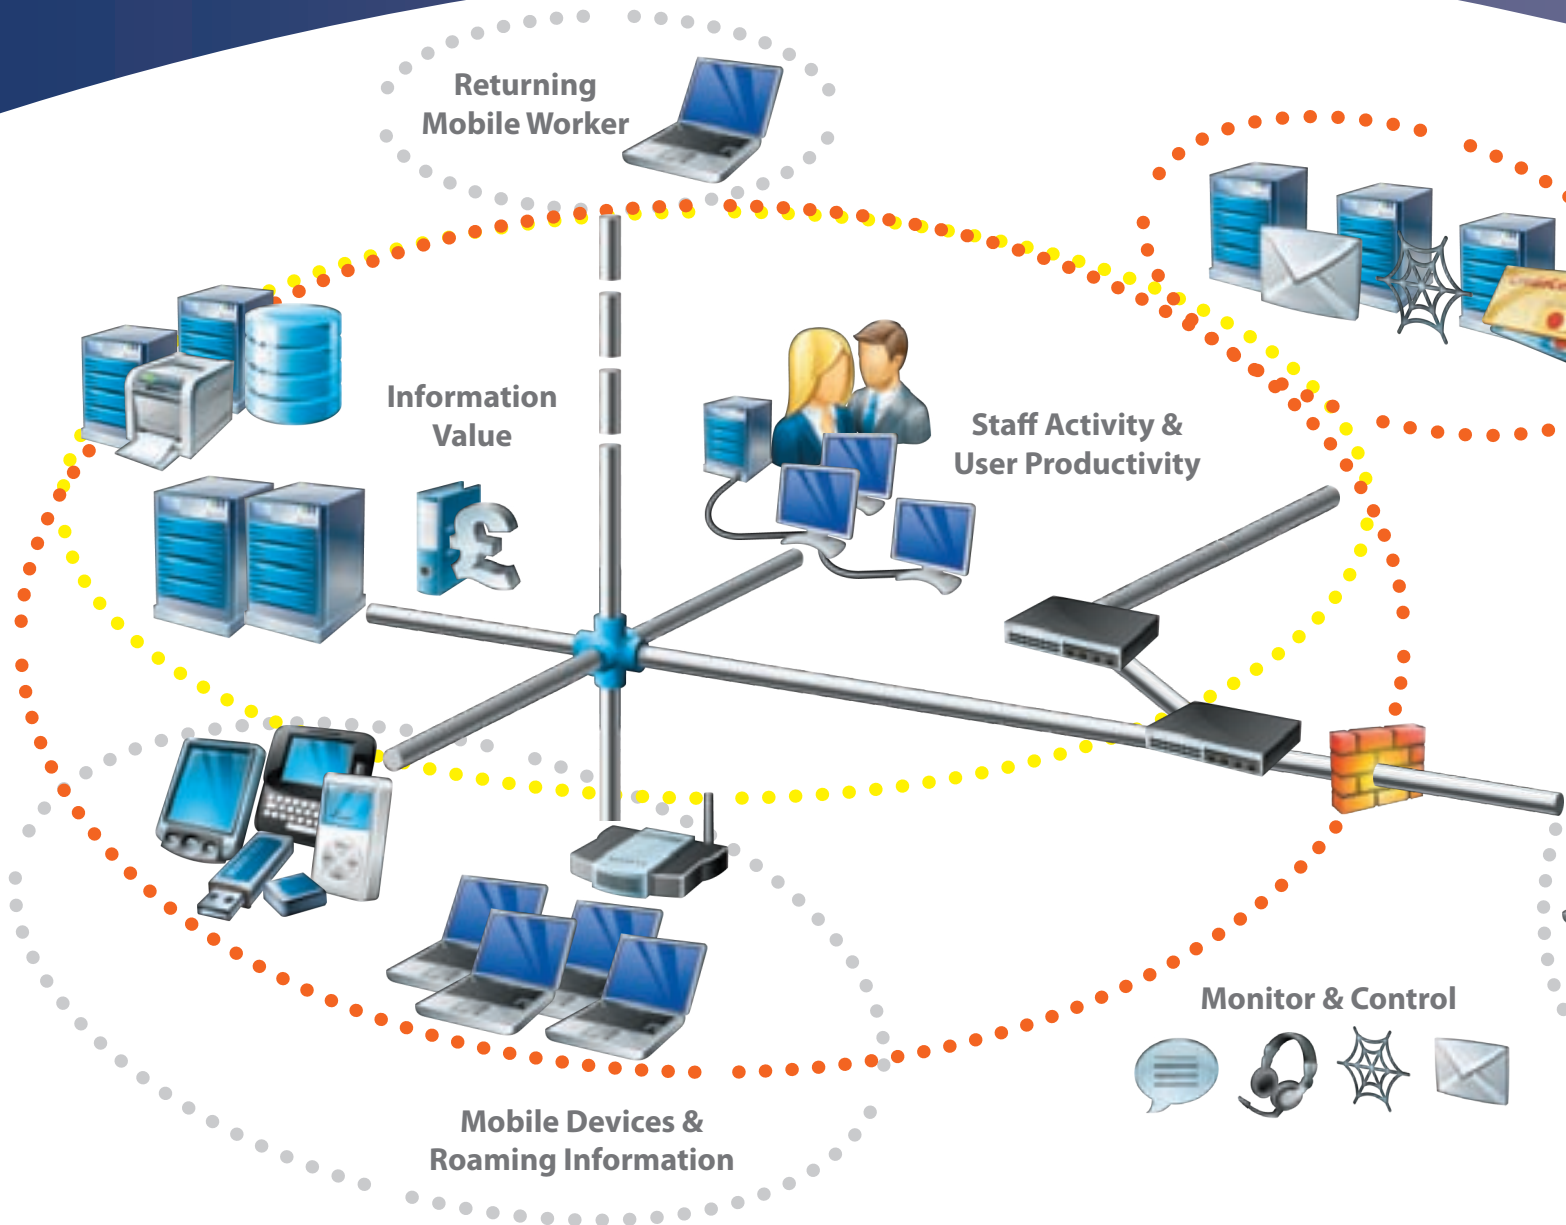 Returning
Mobile Worker
Information
Value
Staff Activity &
User Productivity
Monitor & Control
Mobile Devices &
Roaming Information